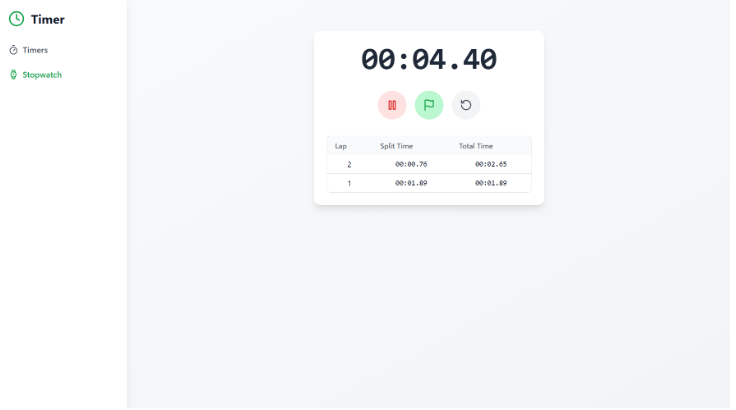 Timer
Timers
Stopwatch
00:04.40
Lap Split Time Total Time
2 00:00.76 00:02.65
1 00:01.89 00:01.89